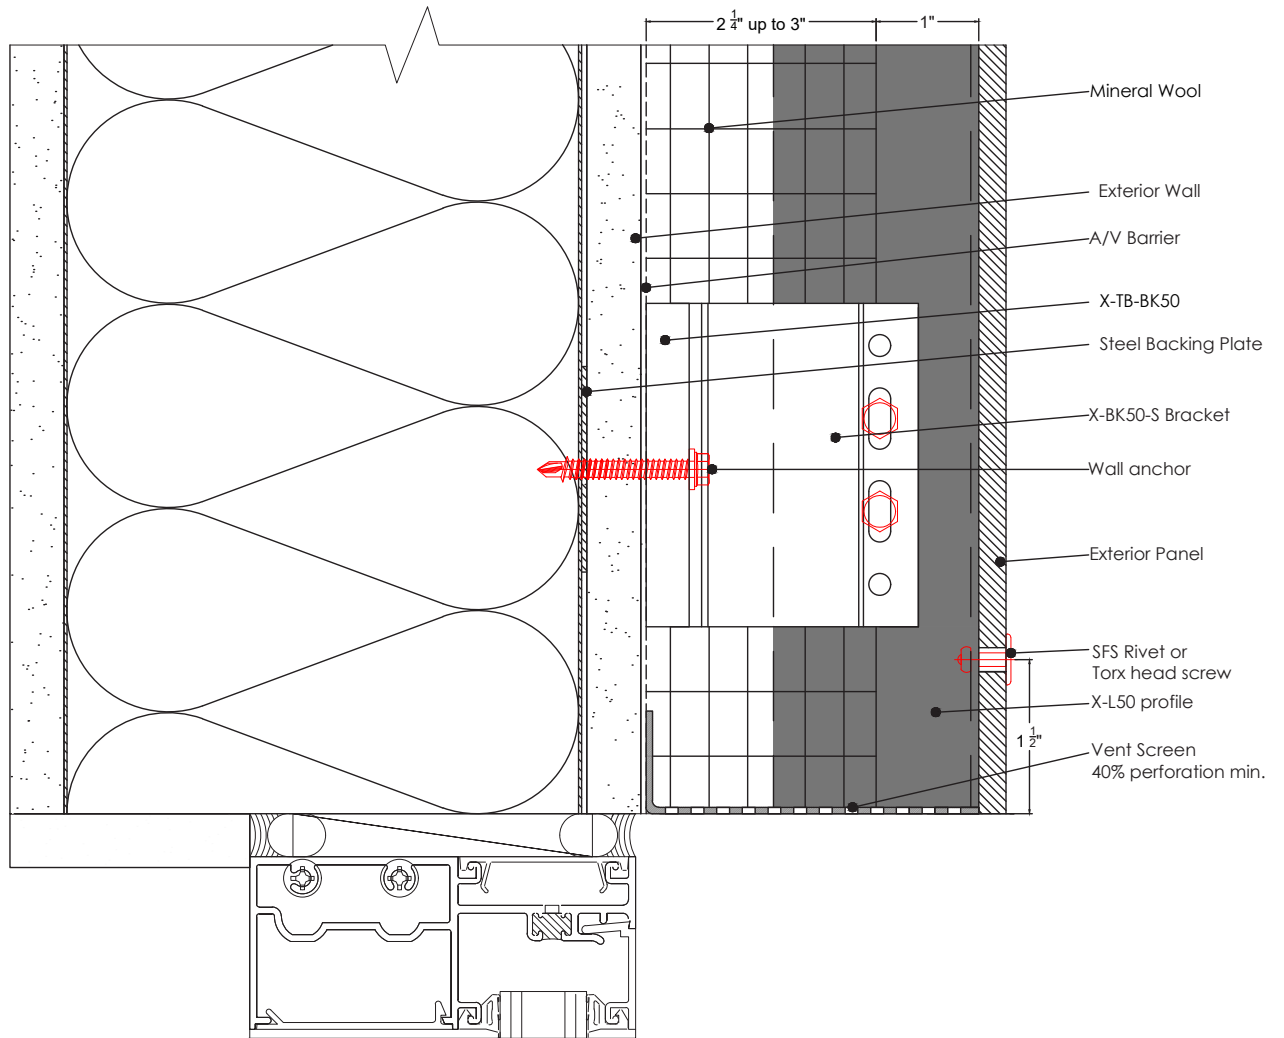 2 1/4" up to 3"
1"
Mineral Wool
Exterior Wall
A/V Barrier
X-TB-BK50
Steel Backing Plate
X-BK50-S Bracket
Wall anchor
Exterior Panel
SFS Rivet or
Torx head screw
X-L50 profile
1 1/2"
Vent Screen
40% perforation min.